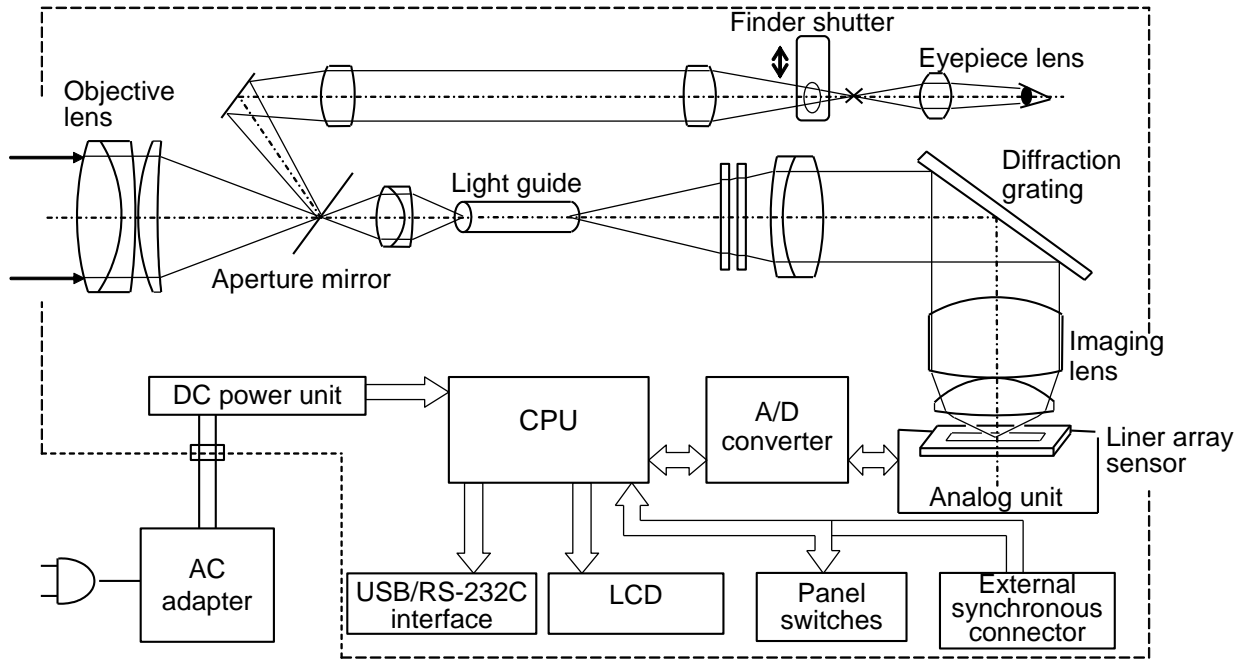 Finder shutter
Eyepiece lens
Objective
lens
Diffraction
grating
Light guide
Aperture mirror
Imaging
lens
DC power unit
CPU
A/D
converter
Liner array
sensor
Analog unit
AC
adapter
USB/RS-232C
interface
LCD
Panel
switches
External
synchronous
connector